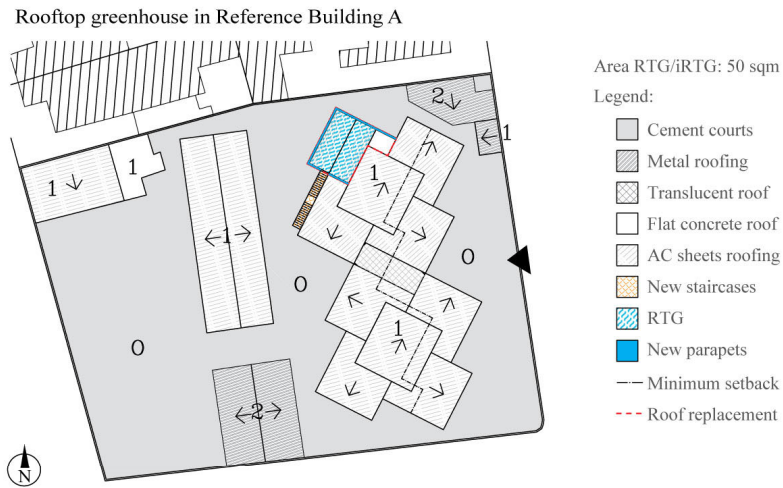 Rooftop greenhouse in Reference Building A
Area RTG/iRTG: 50 sqm
Legend:
Cement courts
Metal roofing
Translucent roof
Flat concrete roof
AC sheets roofing
New staircases
RTG
New parapets
Minimum setback
Roof replacement
2
1
1
1
1
1
0
0
0
1
2
N